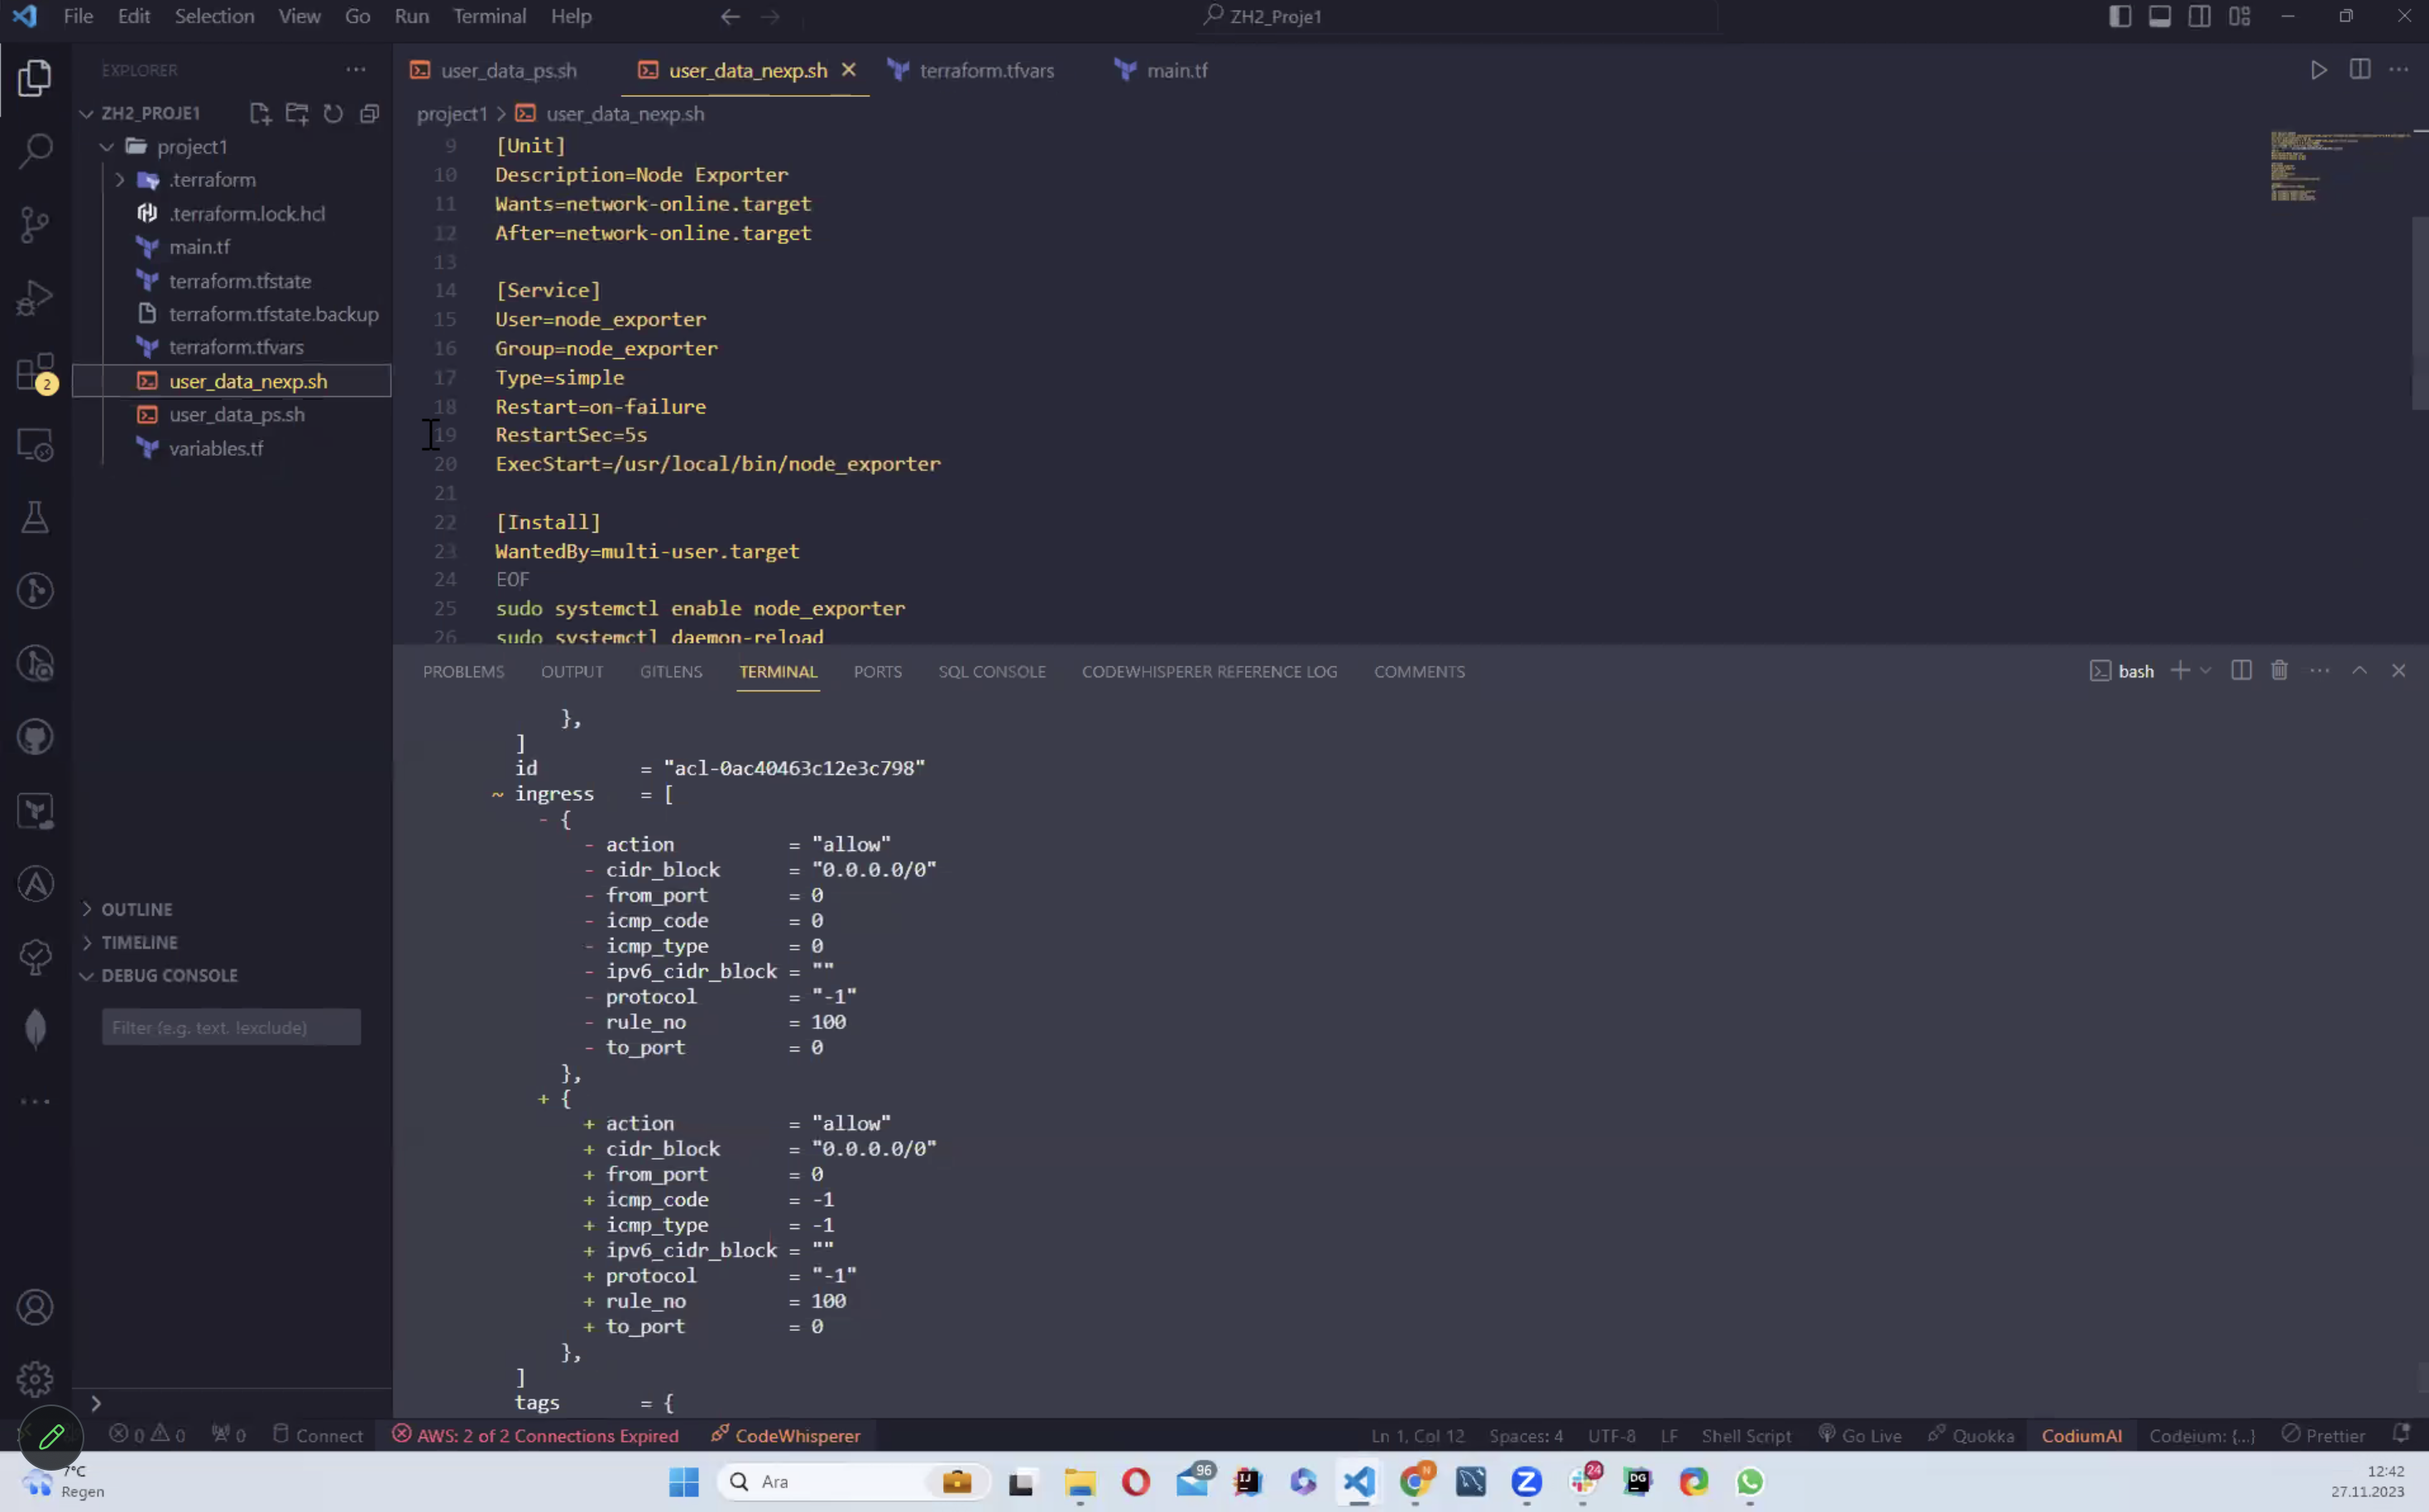 File Edit Selection View Go Run Terminal Help
ZH2_Proje1
EXPLORER
ZH2_PROJE1
project1
.terraform
.terraform.lock.hcl
main.tf
terraform.tfstate
terraform.tfstate.backup
terraform.tfvars
user_data_nexp.sh
user_data_ps.sh
variables.tf
OUTLINE
TIMELINE
DEBUG CONSOLE
Filter (e.g. text, !exclude)
2
user_data_ps.sh user_data_nexp.sh terraform.tfvars main.tf
project1 > user_data_nexp.sh
9 [Unit]
10 Description=Node Exporter
11 Wants=network-online.target
12 After=network-online.target
13
14 [Service]
15 User=node_exporter
16 Group=node_exporter
17 Type=simple
18 Restart=on-failure
19 RestartSec=5s
20 ExecStart=/usr/local/bin/node_exporter
21
22 [Install]
23 WantedBy=multi-user.target
24 EOF
25 sudo systemctl enable node_exporter
26 sudo systemctl daemon-reload
PROBLEMS OUTPUT GITLENS TERMINAL PORTS SQL CONSOLE CODEWHISPERER REFERENCE LOG COMMENTS
bash
},
]
id = "acl-0ac40463c12e3c798"
~ ingress = [
- {
- action = "allow"
- cidr_block = "0.0.0.0/0"
- from_port = 0
- icmp_code = 0
- icmp_type = 0
- ipv6_cidr_block = ""
- protocol = "-1"
- rule_no = 100
- to_port = 0
},
+ {
+ action = "allow"
+ cidr_block = "0.0.0.0/0"
+ from_port = 0
+ icmp_code = -1
+ icmp_type = -1
+ ipv6_cidr_block = ""
+ protocol = "-1"
+ rule_no = 100
+ to_port = 0
},
]
tags = {
0 0 0 Connect AWS: 2 of 2 Connections Expired CodeWhisperer Ln 1, Col 12 Spaces: 4 UTF-8 LF Shell Script Go Live Quokka CodiumAI Codeium: {...} Prettier
7°C
Regen
Ara
96
24
12:42
27.11.2023